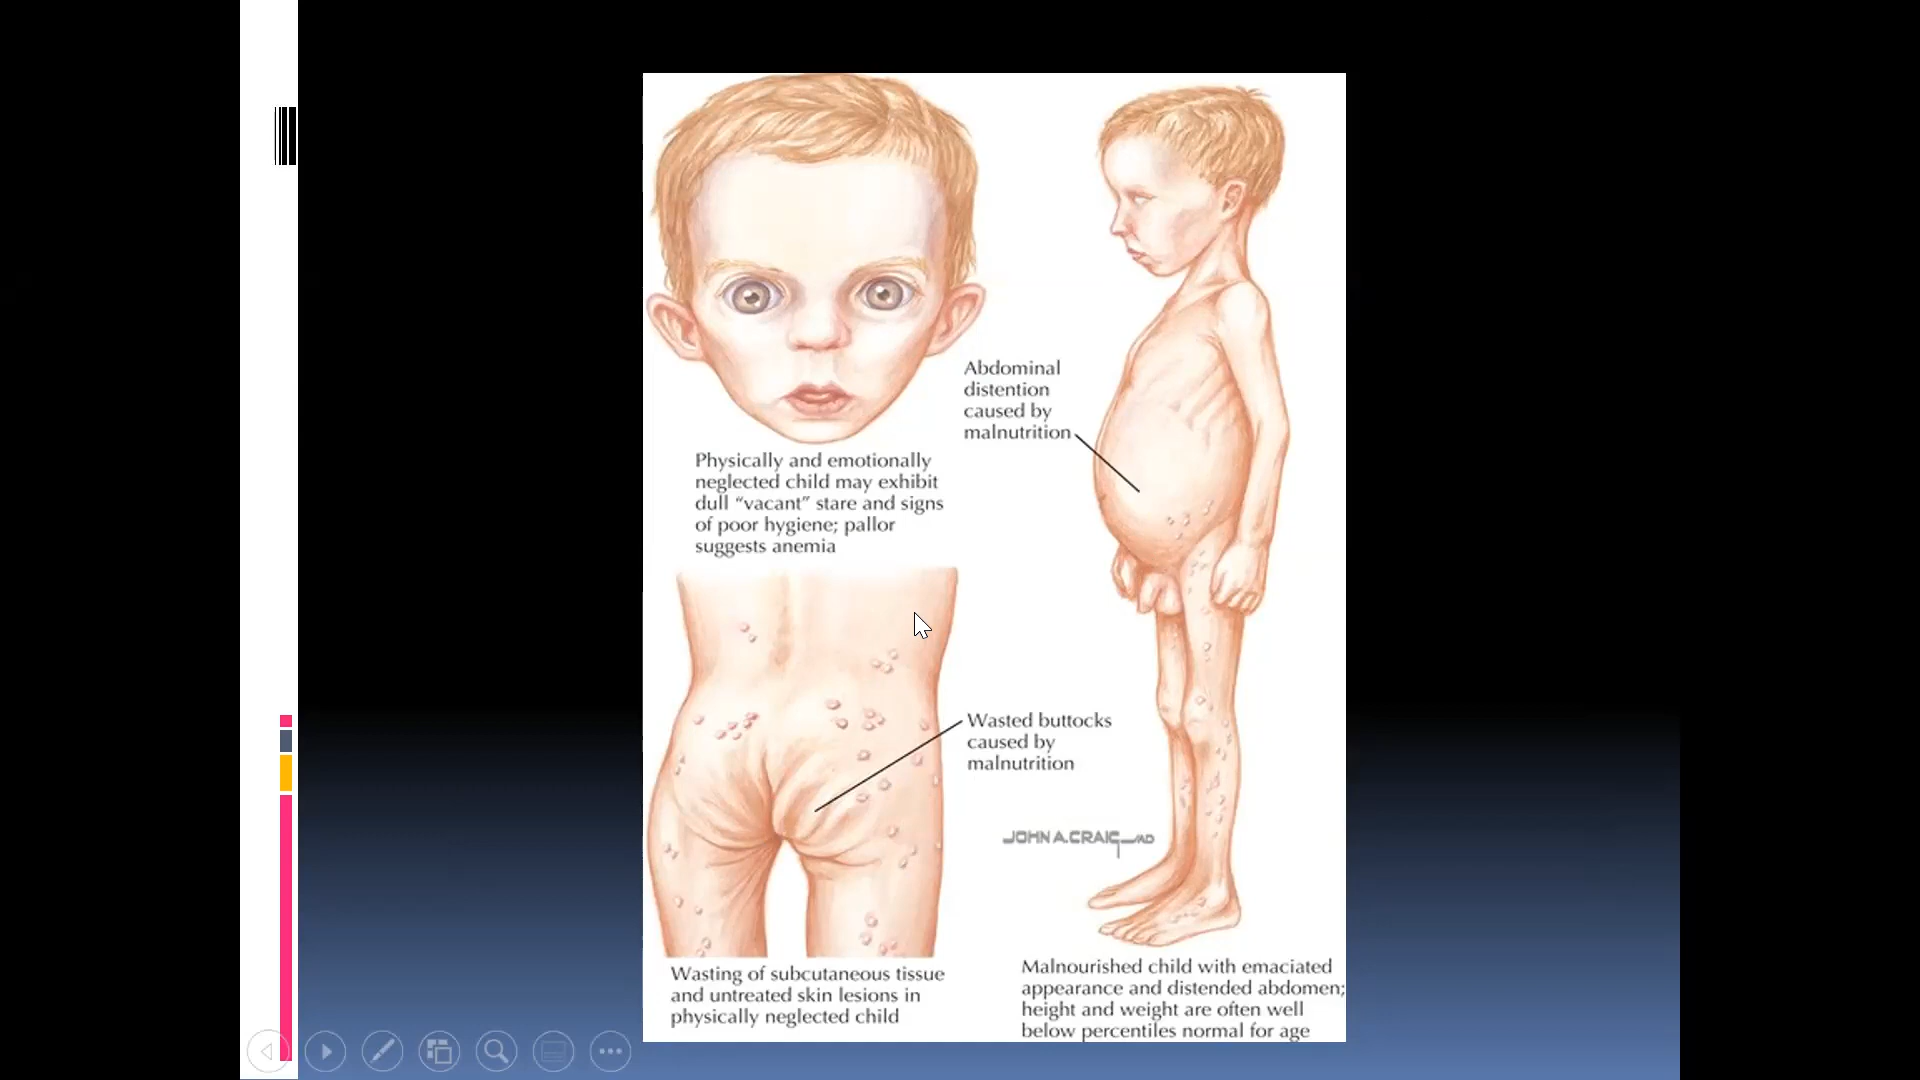 Physically and emotionally
neglected child may exhibit
dull “vacant” stare and signs
of poor hygiene; pallor
suggests anemia
Abdominal
distention
caused by
malnutrition
Wasted buttocks
caused by
malnutrition
JOHN A. CRAIG MD
Wasting of subcutaneous tissue
and untreated skin lesions in
physically neglected child
Malnourished child with emaciated
appearance and distended abdomen;
height and weight are often well
below percentiles normal for age